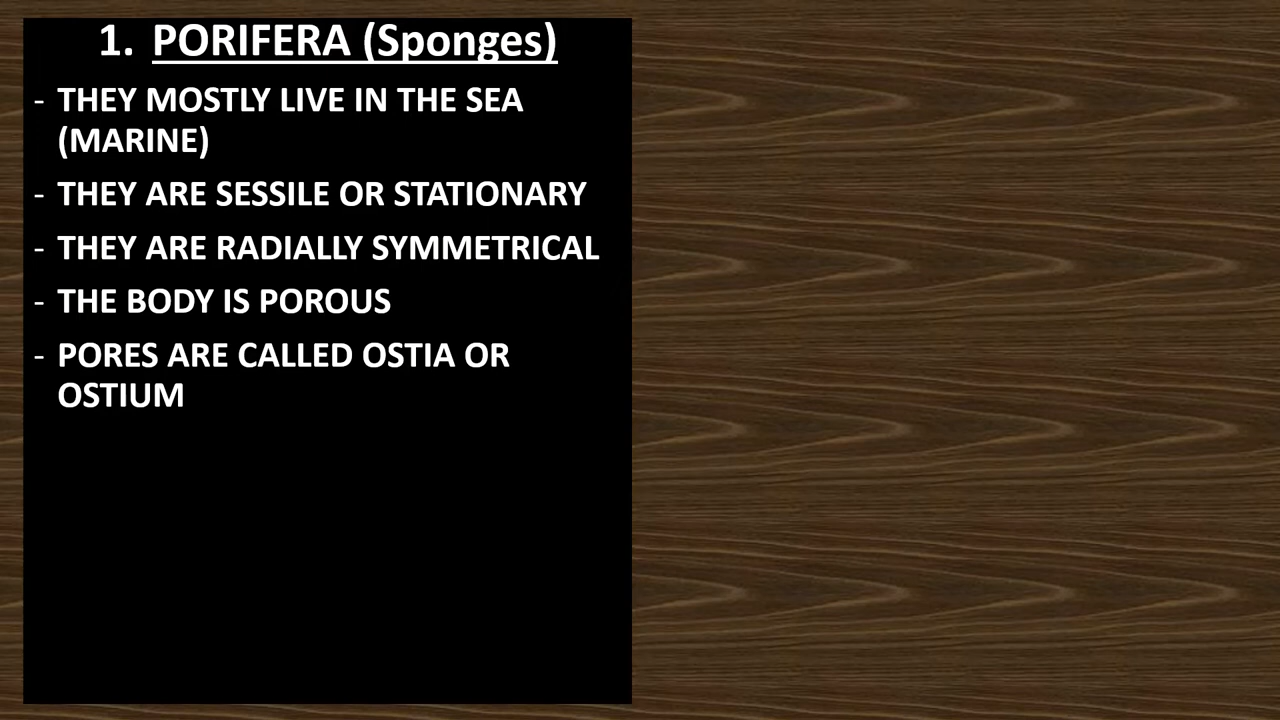 1. PORIFERA (Sponges)
- THEY MOSTLY LIVE IN THE SEA
(MARINE)
- THEY ARE SESSILE OR STATIONARY
- THEY ARE RADIALLY SYMMETRICAL
- THE BODY IS POROUS
- PORES ARE CALLED OSTIA OR
OSTIUM